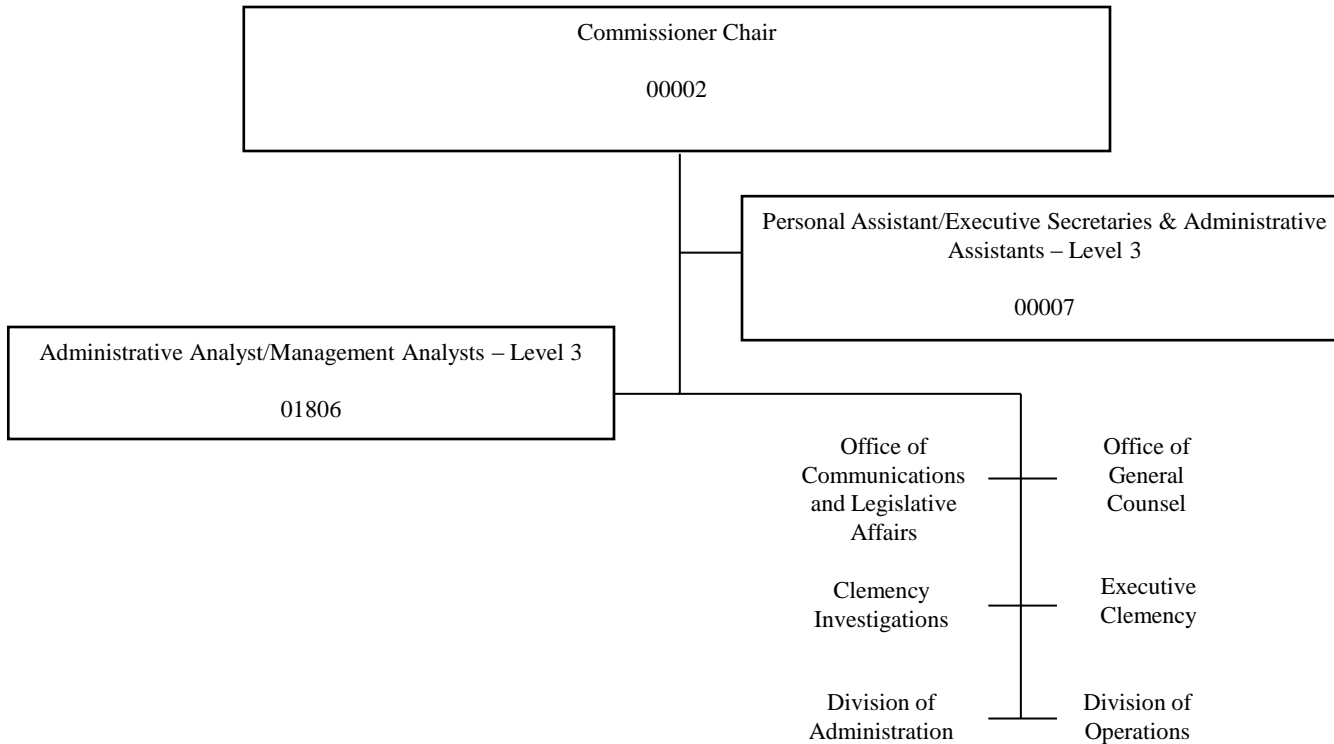 Commissioner Chair
00002
Personal Assistant/Executive Secretaries & Administrative
Assistants – Level 3
00007
Administrative Analyst/Management Analysts – Level 3
01806
Office of
Communications
and Legislative
Affairs
Office of
General
Counsel
Clemency
Investigations
Executive
Clemency
Division of
Administration
Division of
Operations